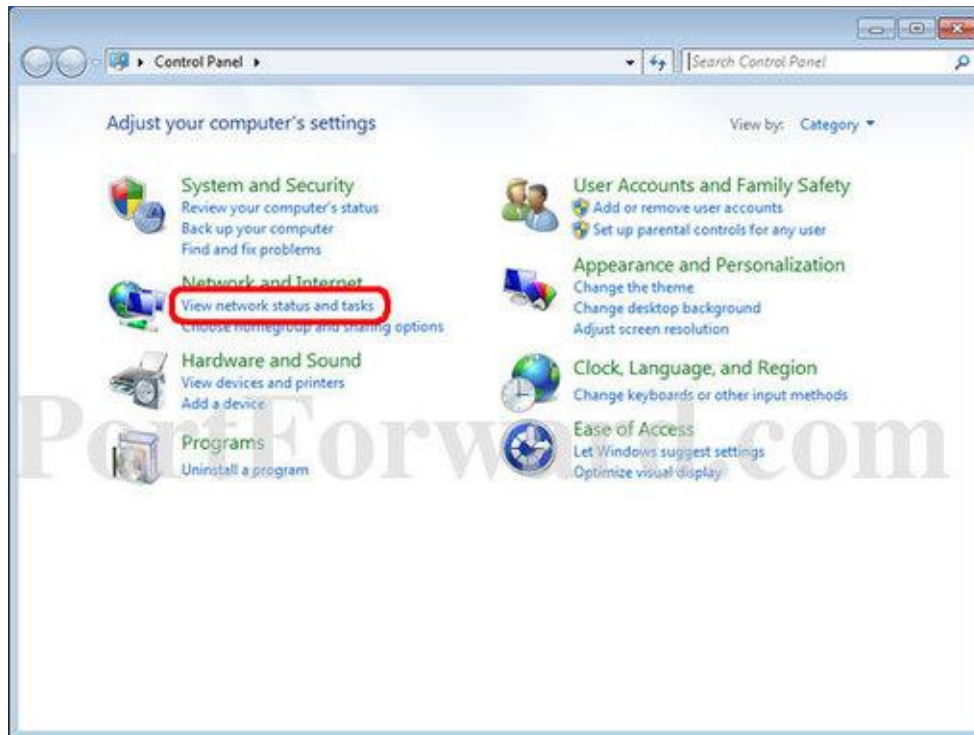 Control Panel
Search Control Panel
Adjust your computer's settings
View by: Category
System and Security
Review your computer's status
Back up your computer
Find and fix problems
Network and Internet
View network status and tasks
Choose homegroup and sharing options
Hardware and Sound
View devices and printers
Add a device
Programs
Uninstall a program
User Accounts and Family Safety
Add or remove user accounts
Set up parental controls for any user
Appearance and Personalization
Change the theme
Change desktop background
Adjust screen resolution
Clock, Language, and Region
Change keyboards or other input methods
Ease of Access
Let Windows suggest settings
Optimize visual display
PortForward.com